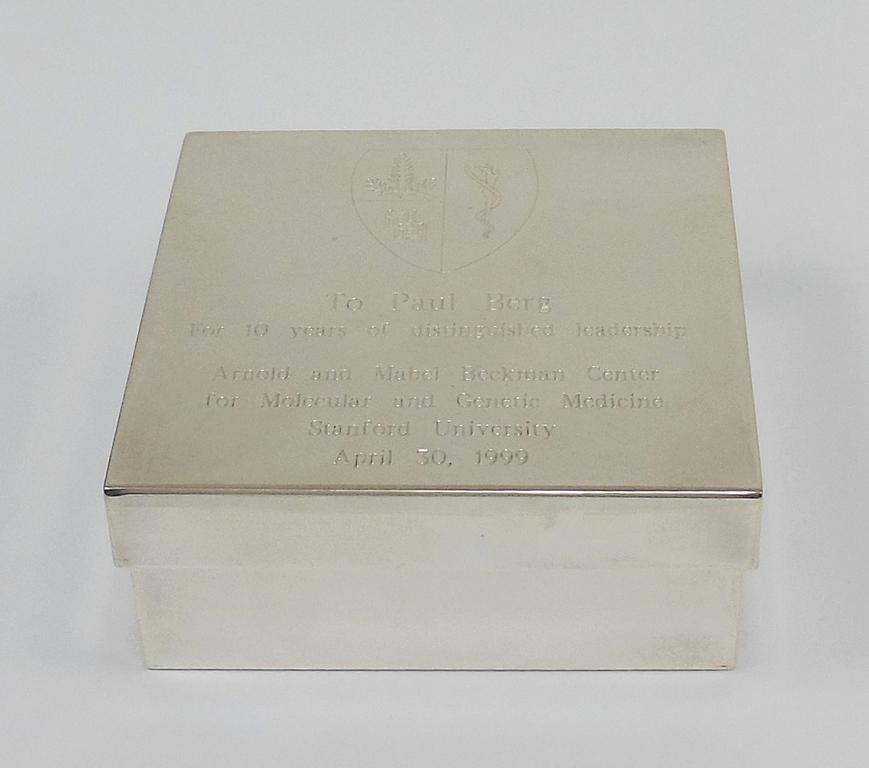 To Paul Berg
For 10 years of distinguished leadership
Arnold and Mabel Beckman Center
for Molecular and Genetic Medicine
Stanford University
April 30, 1999